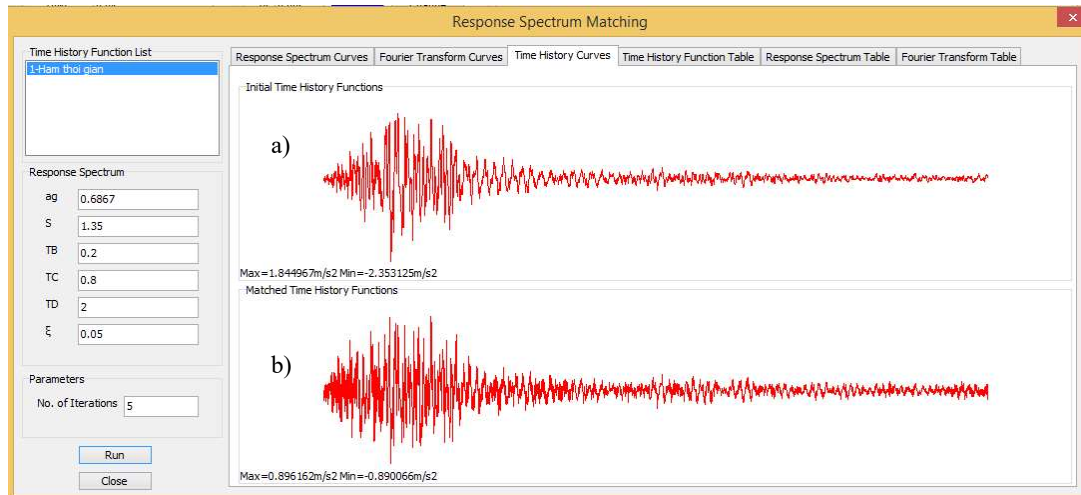 Response Spectrum Matching
Time History Function List
1-Ham thoi gian
Response Spectrum
ag 0.6867
S 1.35
TB 0.2
TC 0.8
TD 2
ξ 0.05
Parameters
No. of Iterations 5
Run
Close
Response Spectrum Curves Fourier Transform Curves Time History Curves Time History Function Table Response Spectrum Table Fourier Transform Table
Initial Time History Functions
a)
Max=1.844967m/s2 Min=-2.353125m/s2
Matched Time History Functions
b)
Max=0.896162m/s2 Min=-0.890066m/s2